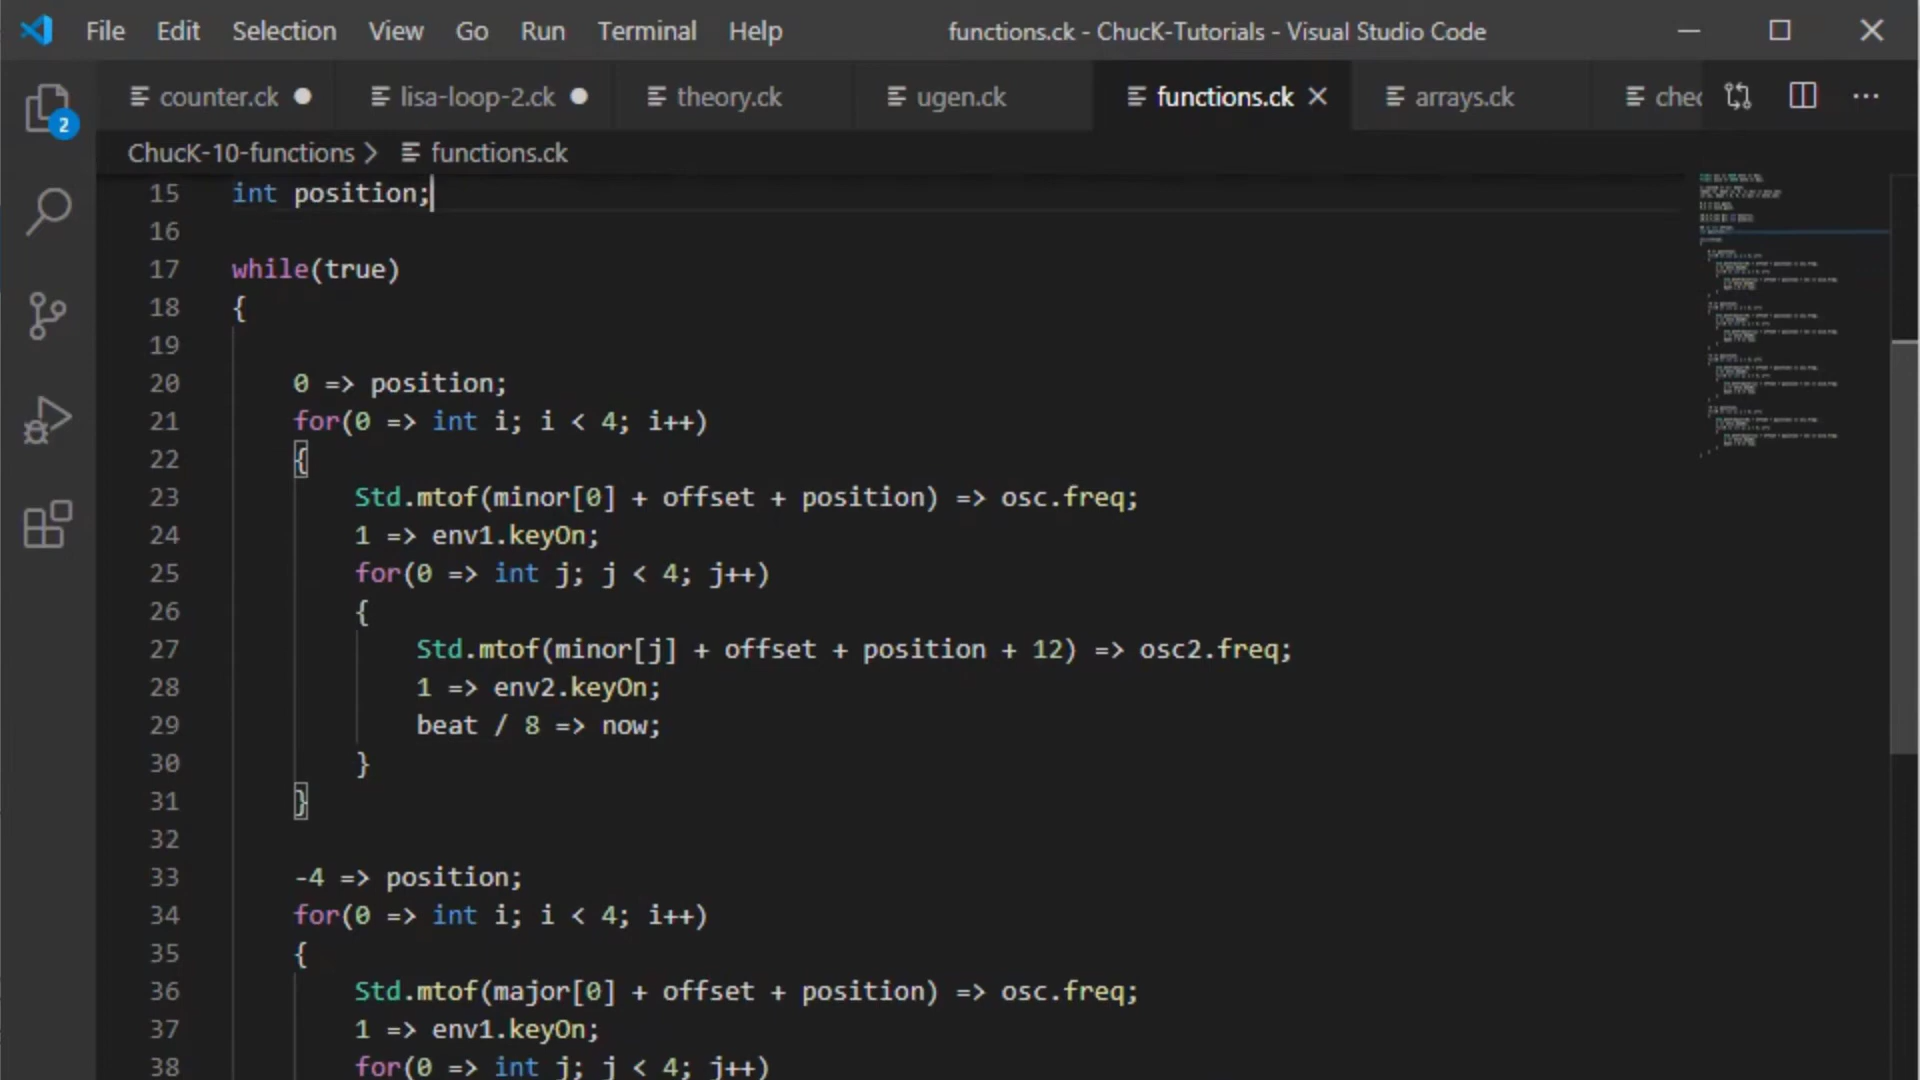 File Edit Selection View Go Run Terminal Help functions.ck - ChucK-Tutorials - Visual Studio Code
counter.ck lisa-loop-2.ck theory.ck ugen.ck functions.ck arrays.ck chec
2
ChucK-10-functions > functions.ck
15 int position;
16
17 while(true)
18 {
19
20 0 => position;
21 for(0 => int i; i < 4; i++)
22 {
23 Std.mtof(minor[0] + offset + position) => osc.freq;
24 1 => env1.keyOn;
25 for(0 => int j; j < 4; j++)
26 {
27 Std.mtof(minor[j] + offset + position + 12) => osc2.freq;
28 1 => env2.keyOn;
29 beat / 8 => now;
30 }
31 }
32
33 -4 => position;
34 for(0 => int i; i < 4; i++)
35 {
36 Std.mtof(major[0] + offset + position) => osc.freq;
37 1 => env1.keyOn;
38 for(0 => int j; j < 4; j++)